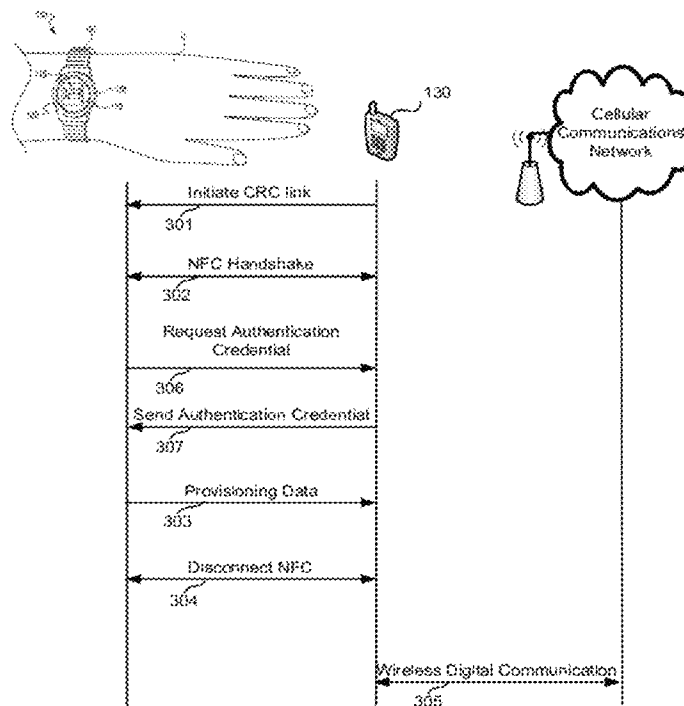 130
Cellular
Communications
Network
Initiate CRC link
301
NFC Handshake
302
Request Authentication
Credential
306
Send Authentication Credential
307
Provisioning Data
303
Disconnect NFC
304
Wireless Digital Communication
305